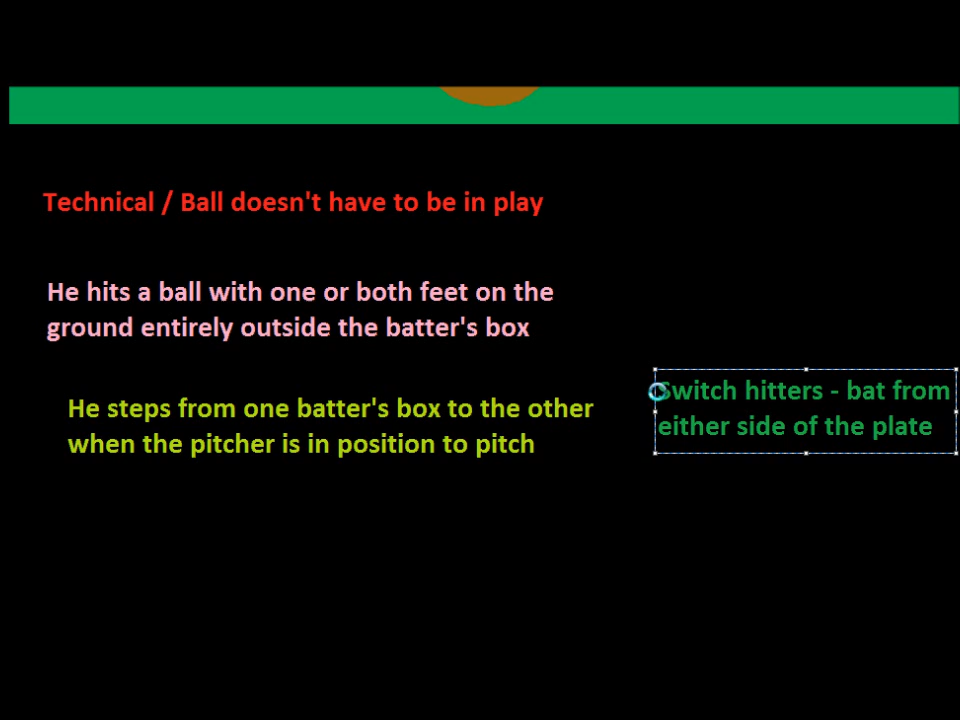 Technical / Ball doesn't have to be in play
He hits a ball with one or both feet on the
ground entirely outside the batter's box
He steps from one batter's box to the other
when the pitcher is in position to pitch
Switch hitters - bat from
either side of the plate